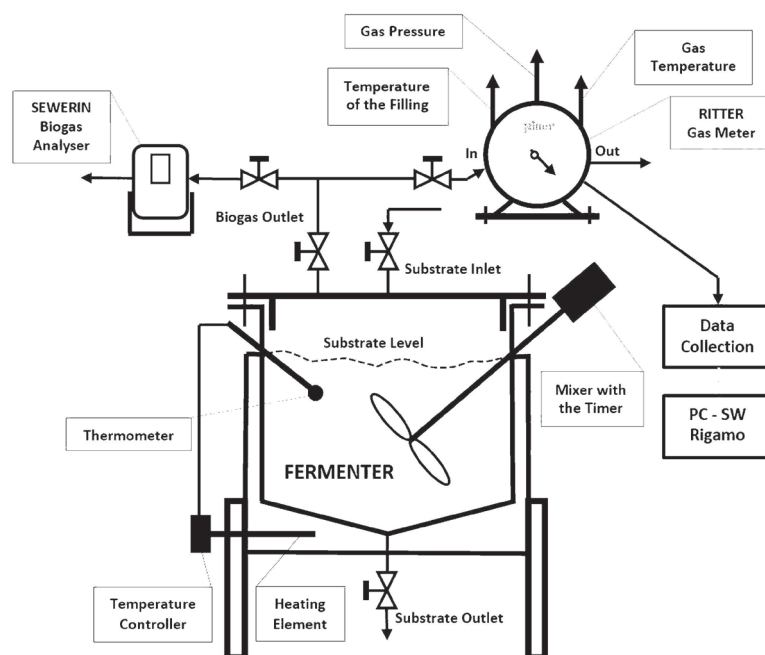 Gas Pressure
Gas
Temperature
Temperature
of the Filling
SEWERIN
Biogas
Analyser
RITTER
Gas Meter
In
Out
Biogas Outlet
Substrate Inlet
Substrate Level
Data
Collection
Mixer with
the Timer
Thermometer
PC - SW
Rigamo
FERMENTER
Temperature
Controller
Heating
Element
Substrate Outlet